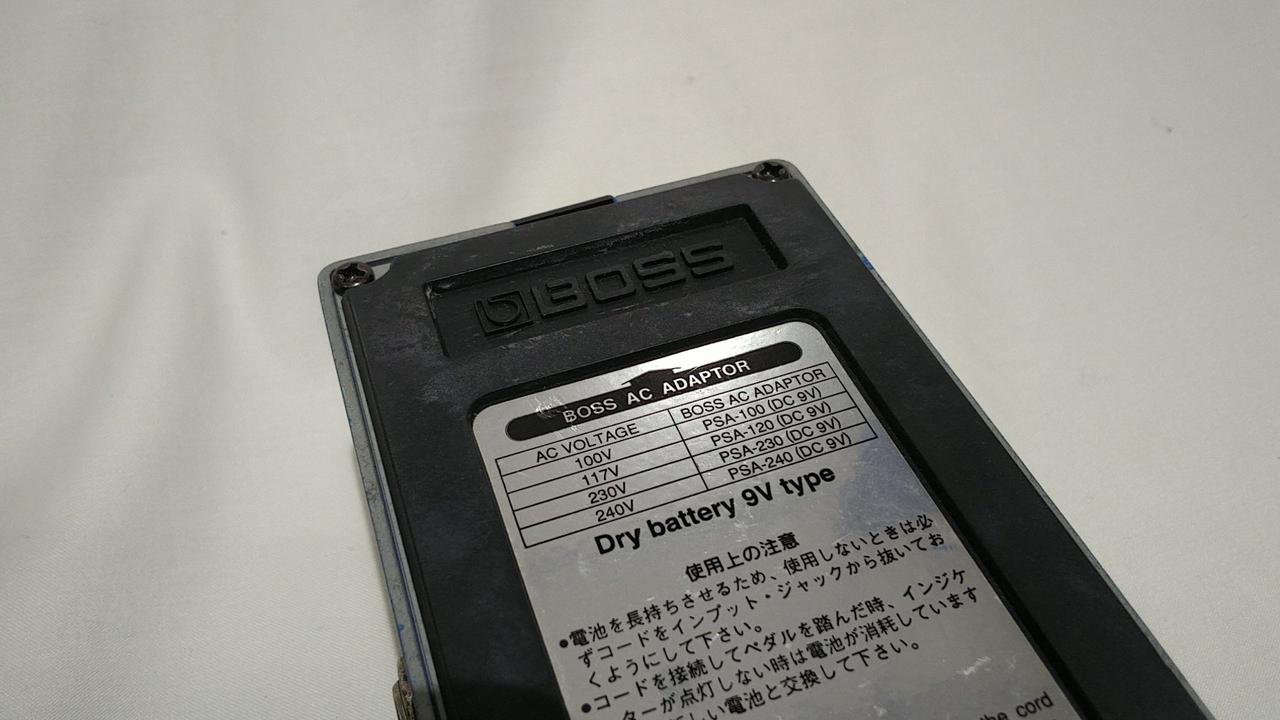 BOSS
BOSS AC ADAPTOR
AC VOLTAGE BOSS AC ADAPTOR
100V PSA-100 (DC 9V)
117V PSA-120 (DC 9V)
230V PSA-230 (DC 9V)
240V PSA-240 (DC 9V)
Dry battery 9V type
使用上の注意
●電池を長持ちさせるため、使用しないときは必
ずコードをインプット・ジャックから抜いてお
くようにして下さい。
●コードを接続してペダルを踏んだ時、インジケ
ーターが点灯しない時は電池が消耗しています
しい電池と交換して下さい。
the cord